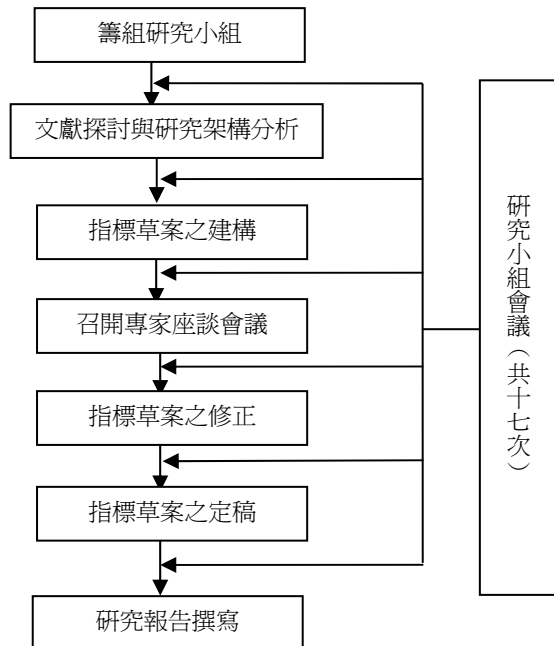 籌組研究小組
文獻探討與研究架構分析
指標草案之建構
召開專家座談會議
指標草案之修正
指標草案之定稿
研究報告撰寫
研究小組會議（共十七次）